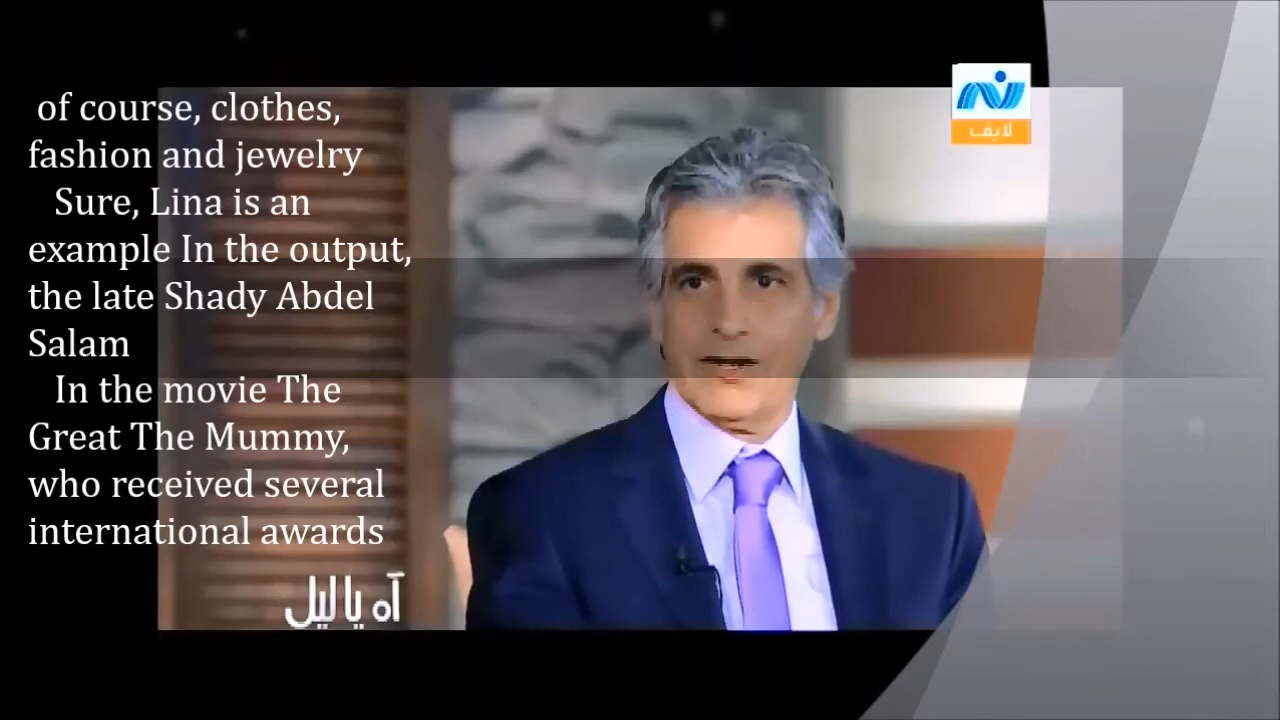 of course, clothes,
fashion and jewelry
Sure, Lina is an
example In the output,
the late Shady Abdel
Salam
In the movie The
Great The Mummy,
who received several
international awards
لايف
آه يا ليل